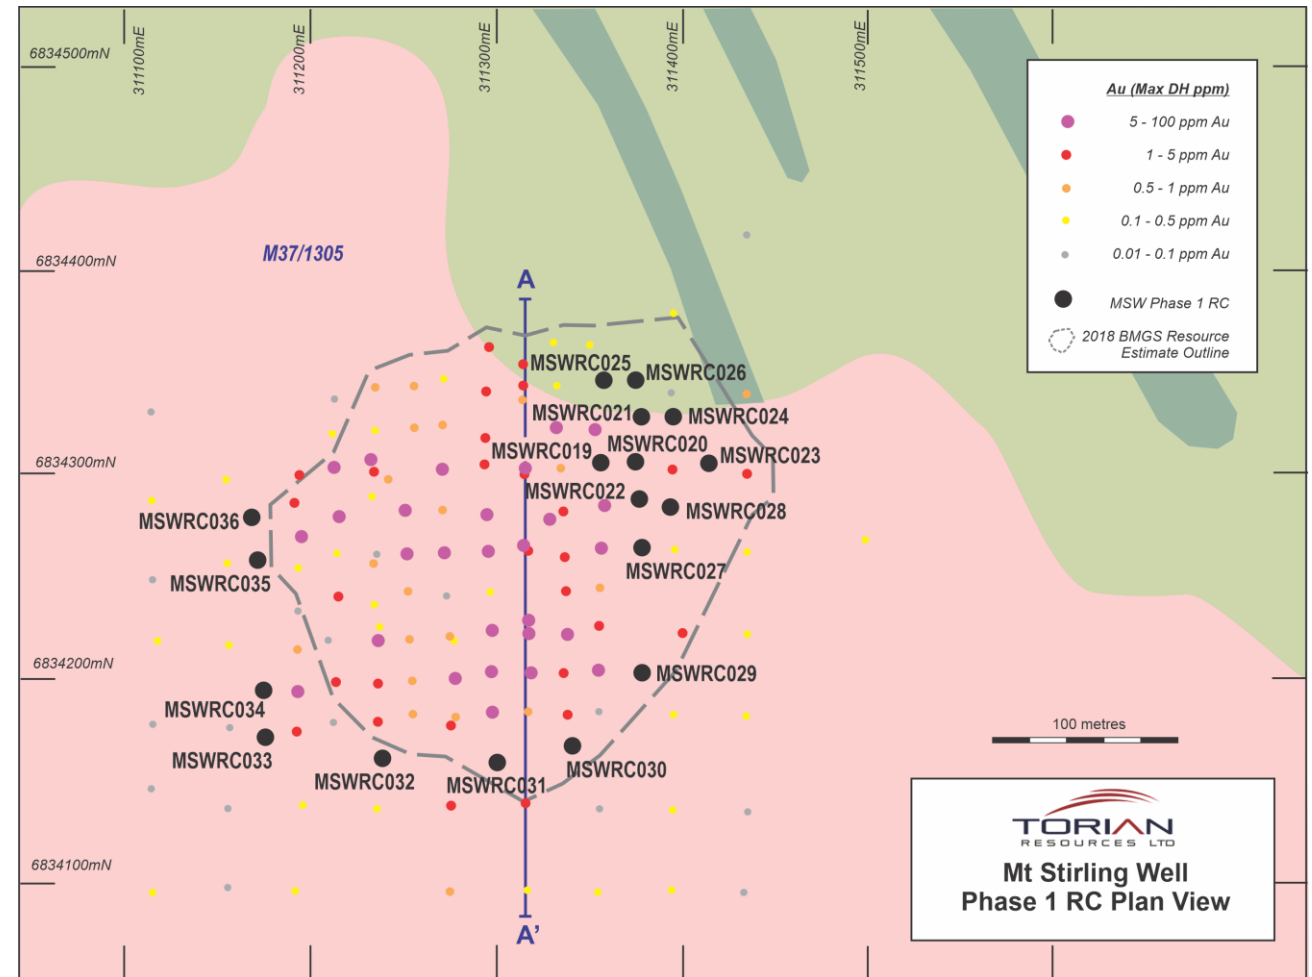 311100mE
311200mE
311300mE
311400mE
311500mE
6834500mN
6834400mN
6834300mN
6834200mN
6834100mN
M37/1305
A
MSWRC025
MSWRC026
MSWRC021
MSWRC024
MSWRC019
MSWRC020
MSWRC023
MSWRC022
MSWRC028
MSWRC036
MSWRC027
MSWRC035
MSWRC029
MSWRC034
MSWRC033
MSWRC030
MSWRC032
MSWRC031
A'
Au (Max DH ppm)
5 - 100 ppm Au
1 - 5 ppm Au
0.5 - 1 ppm Au
0.1 - 0.5 ppm Au
0.01 - 0.1 ppm Au
MSW Phase 1 RC
2018 BMGS Resource
Estimate Outline
100 metres
TORIAN
RESOURCES LTD
Mt Stirling Well
Phase 1 RC Plan View